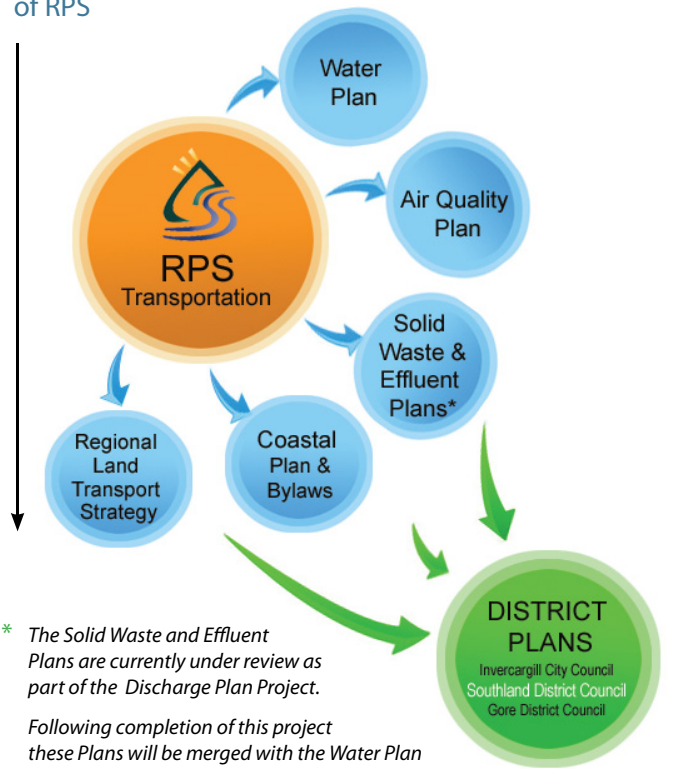 of RPS
Water
Plan
Air Quality
Plan
RPS
Transportation
Solid
Waste &
Effluent
Plans*
Regional
Land
Transport
Strategy
Coastal
Plan &
Bylaws
DISTRICT
PLANS
Invercargill City Council
Southland District Council
Gore District Council
* The Solid Waste and Effluent
Plans are currently under review as
part of the Discharge Plan Project.
Following completion of this project
these Plans will be merged with the Water Plan